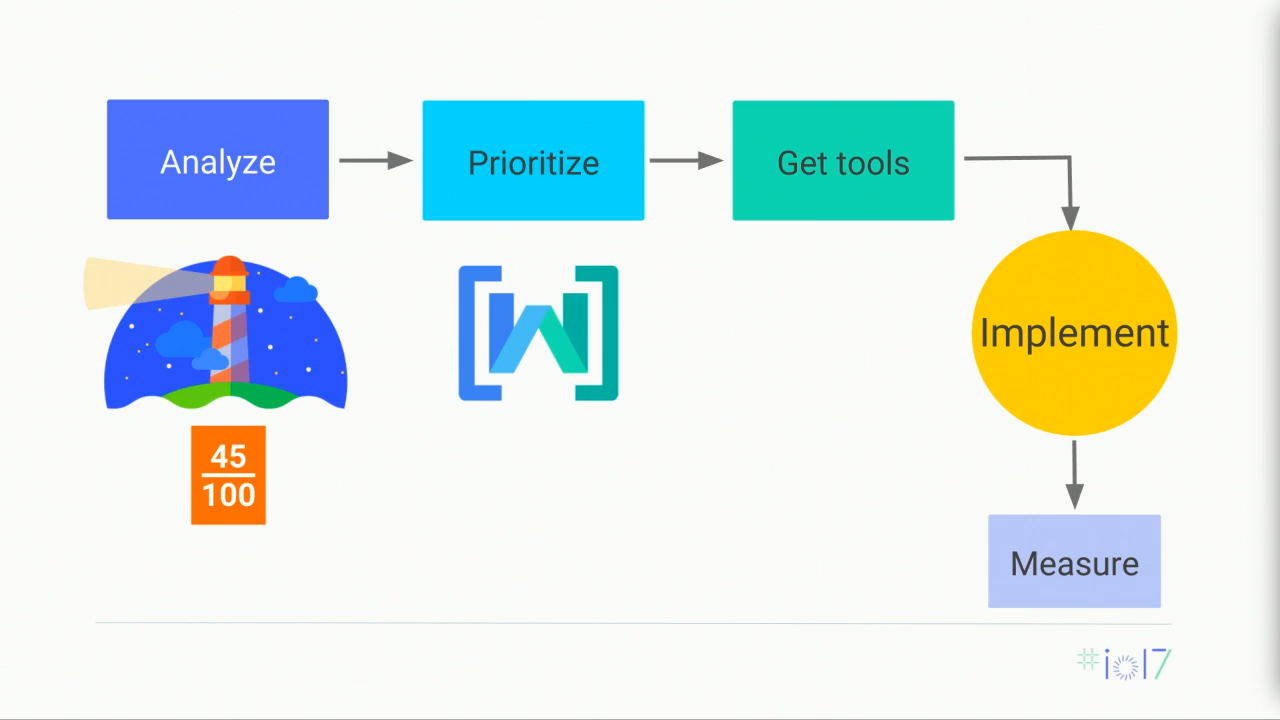 Analyze
Prioritize
Get tools
Implement
45
100
Measure
#io17